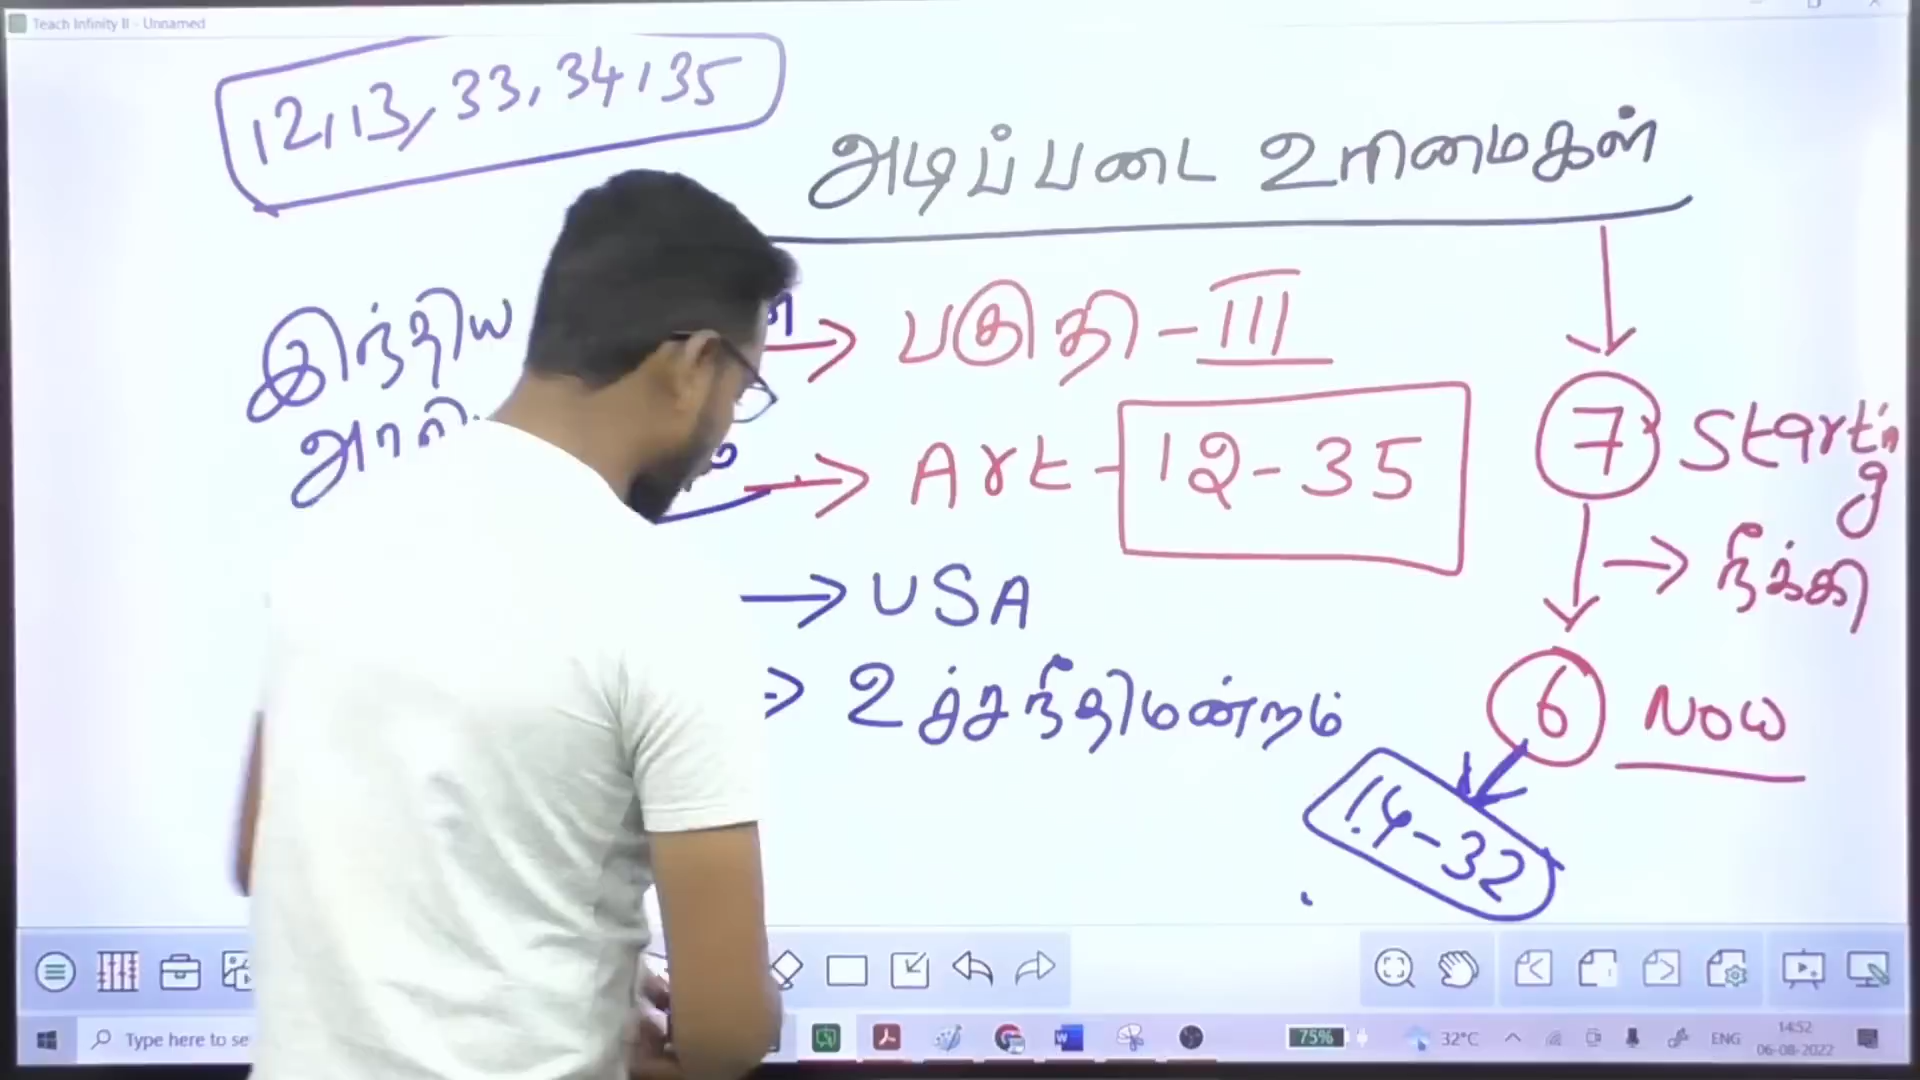 Teach Infinity II - Unnamed
12, 13, 33, 34, 35
அடிப்படை உரிமைகள்
இந்திய
→ பகுதி - III
→ Art - 12-35
7 Starting
→ நீக்கி
→ USA
→ உச்சநீதிமன்றம்
6 Now
14-32
Type here to se
75%
32°C
ENG
14:52
06-08-2022